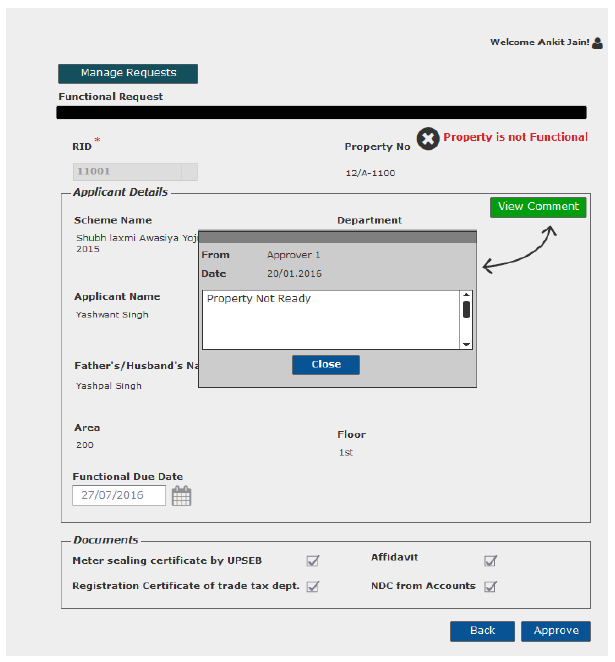 Welcome Ankit Jain!
Manage Requests
Functional Request
RID *
Property No
Property is not Functional
11001
12/A-1100
Applicant Details
View Comment
Scheme Name
Department
Shubh laxmi Awasiya Yoj
2015
From Approver 1
Date 20/01.2016
Property Not Ready
Close
Applicant Name
Yashwant Singh
Father's/Husband's Na
Yashpal Singh
Area
200
Floor
1st
Functional Due Date
27/07/2016
Documents
Meter sealing certificate by UPSEB
Affidavit
Registration Certificate of trade tax dept.
NDC from Accounts
Back
Approve